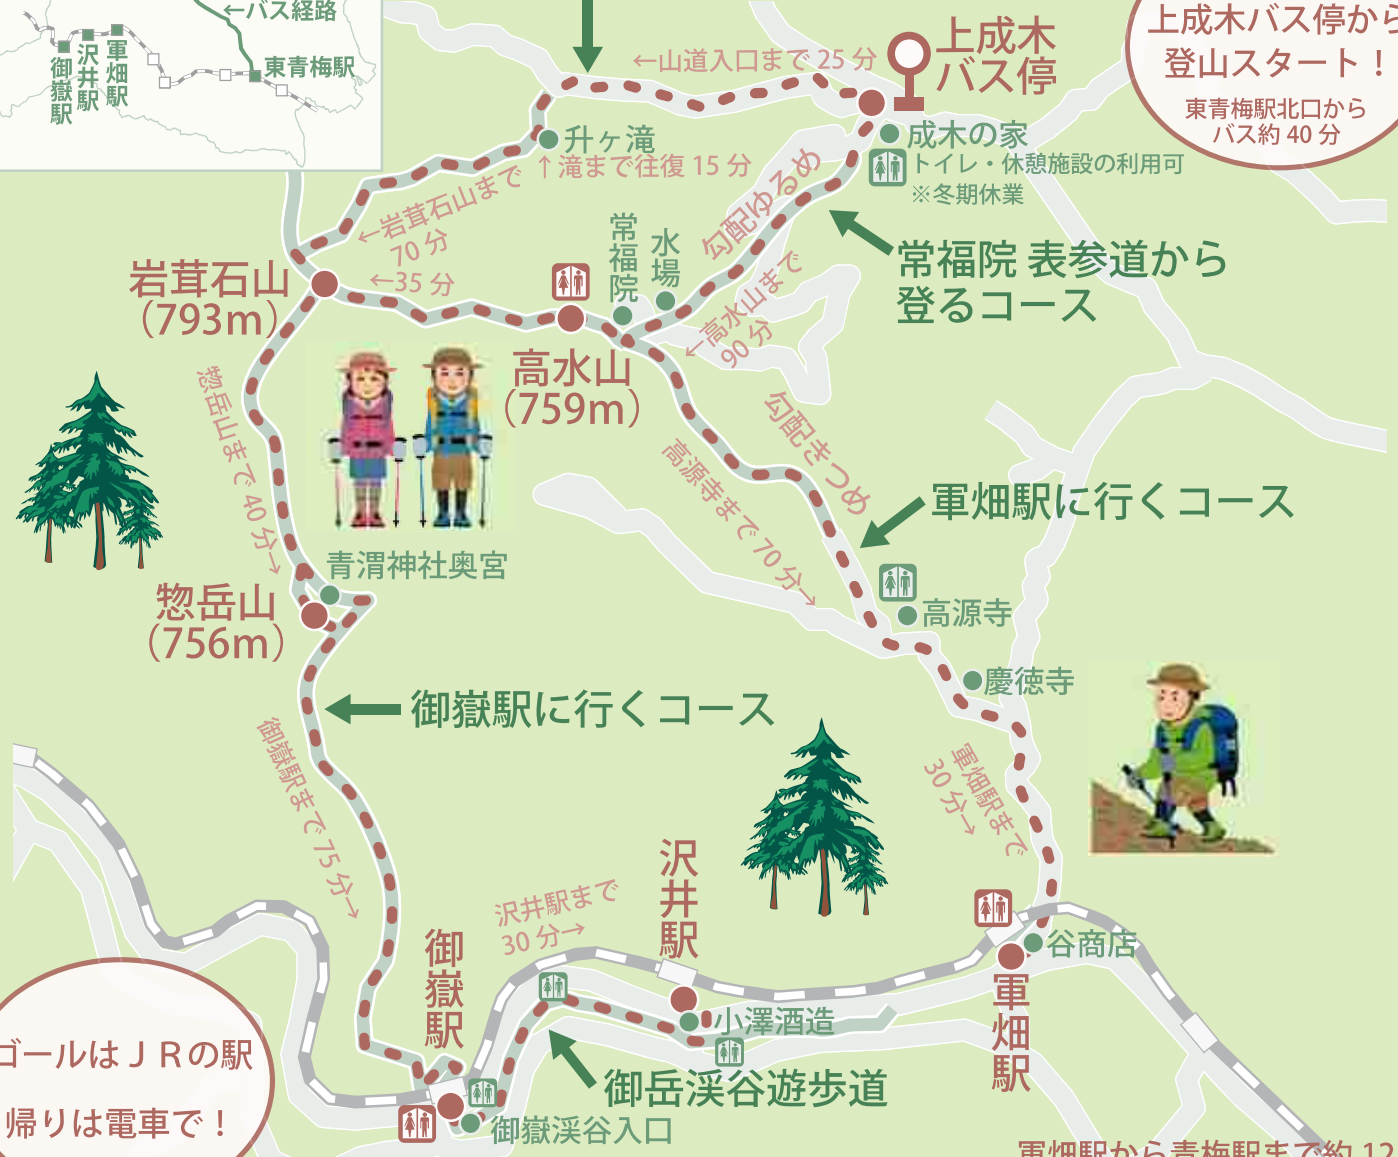 ←バス経路
東青梅駅
軍畑駅
沢井駅
御嶽駅
←山道入口まで 25 分
上成木
バス停
上成木バス停から
登山スタート！
東青梅駅北口から
バス約 40 分
升ヶ滝
↑滝まで往復 15 分
成木の家
トイレ・休憩施設の利用可
※冬期休業
←岩茸石山まで
70 分
←35 分
勾配ゆるめ
常福院
水場
常福院 表参道から
登るコース
←高水山まで
90 分
岩茸石山
（793m）
高水山
（759m）
惣岳山まで 40 分→
勾配きつめ
高源寺まで 70 分→
軍畑駅に行くコース
青渭神社奥宮
惣岳山
（756m）
高源寺
慶徳寺
御嶽駅に行くコース
御嶽駅まで 75 分→
軍畑駅まで
30 分→
沢井駅
沢井駅まで
30 分→
御嶽駅
谷商店
軍畑駅
小澤酒造
御岳渓谷遊歩道
御嶽渓谷入口
ゴールはＪＲの駅
帰りは電車で！
軍畑駅から青梅駅まで約 12